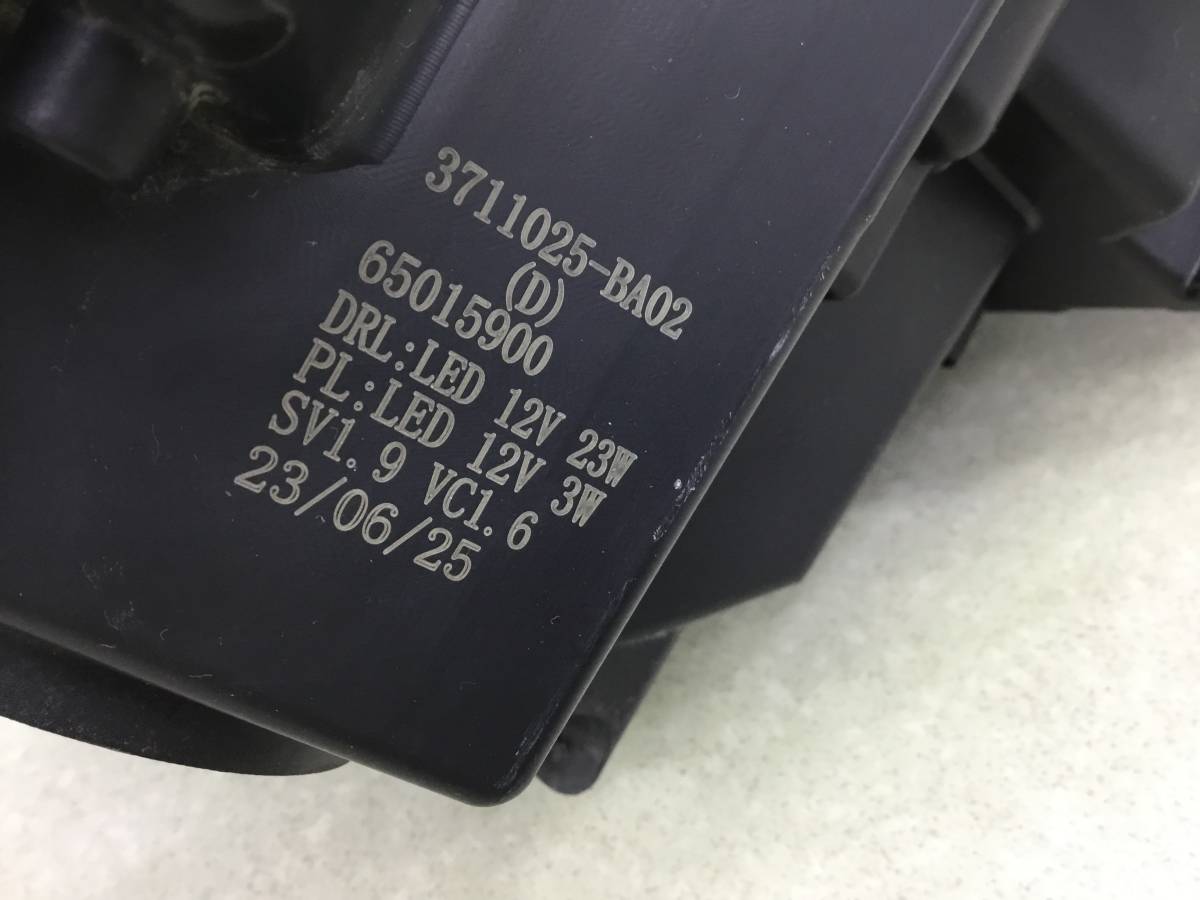 3711025-BA02
(D)
65015900
DRL:LED 12V 23W
PL:LED 12V 3W
SV1.9 VC1.6
23/06/25